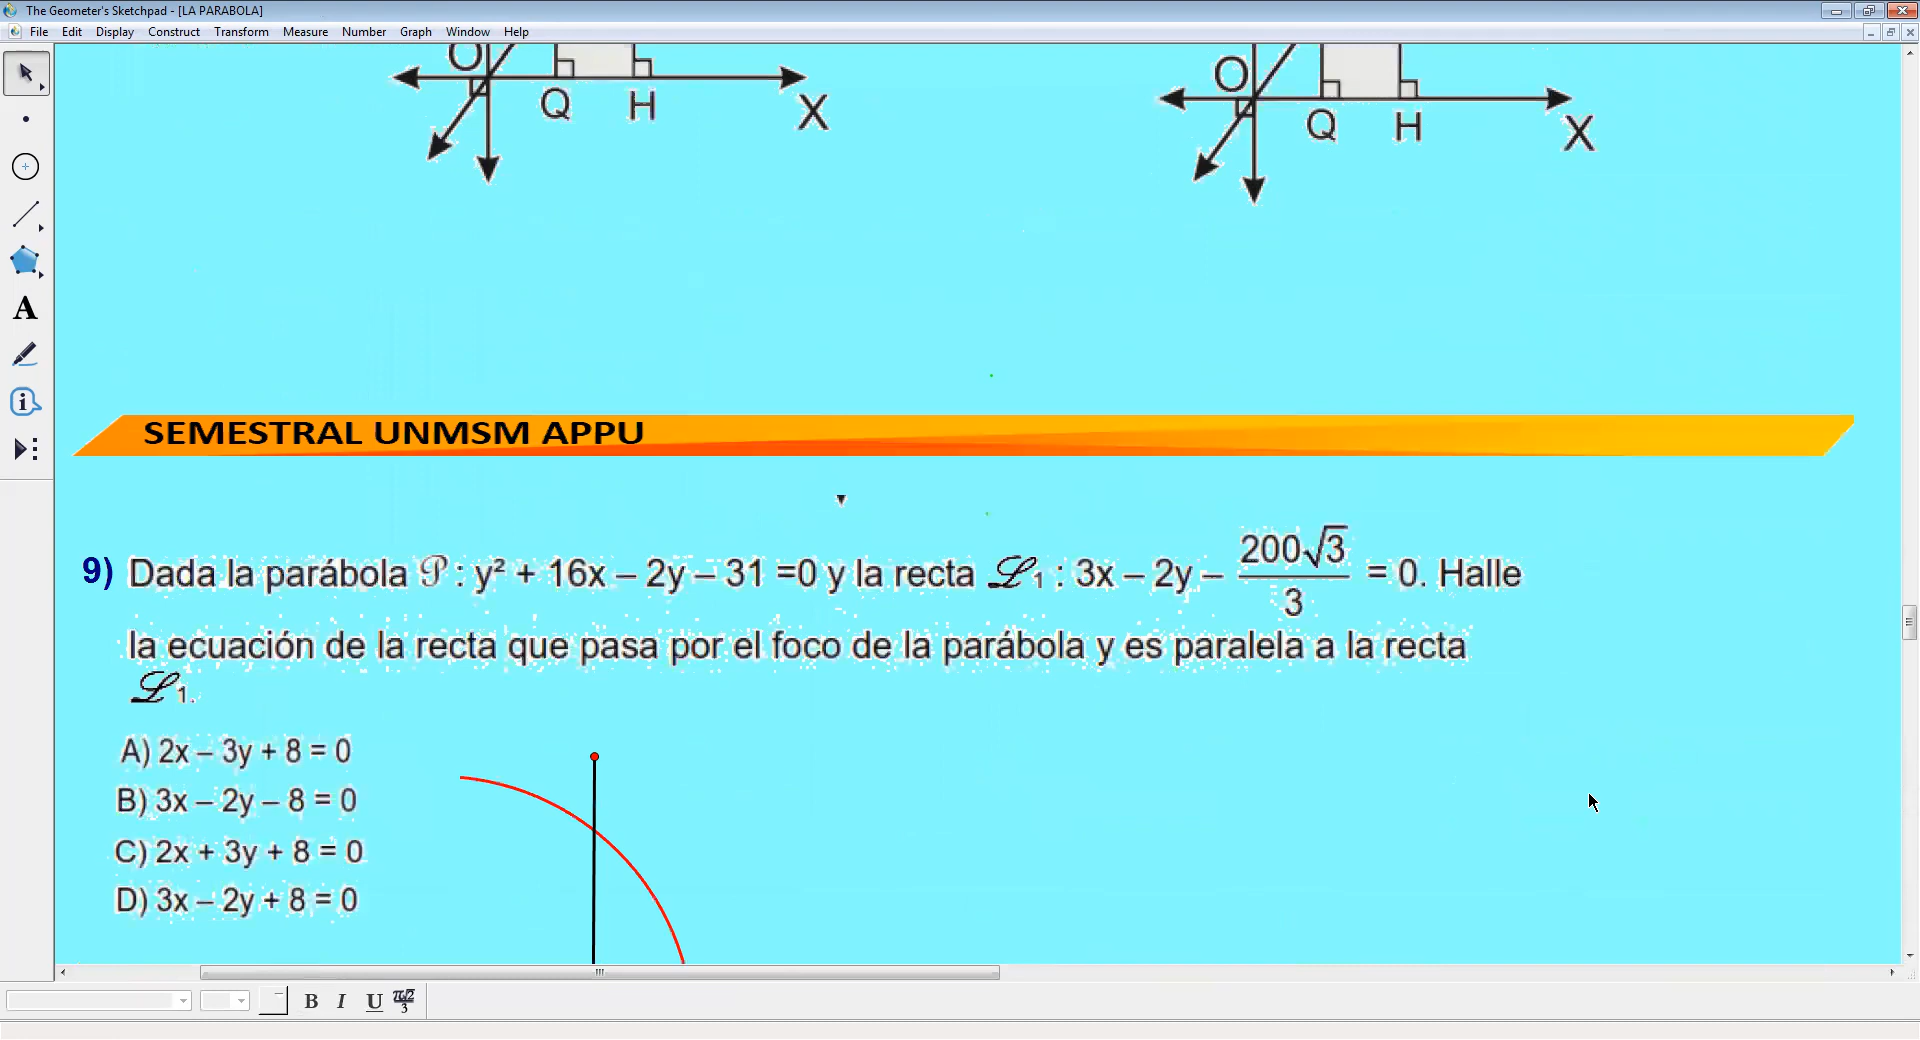 The Geometer's Sketchpad - [LA PARABOLA]
File Edit Display Construct Transform Measure Number Graph Window Help
O Q H X
O Q H X
A
SEMESTRAL UNMSM APPU
9) Dada la parábola 𝒫 : y² + 16x – 2y – 31 =0 y la recta ℒ₁ : 3x – 2y – 200√3/3 = 0. Halle
la ecuación de la recta que pasa por el foco de la parábola y es paralela a la recta
ℒ₁.
A) 2x – 3y + 8 = 0
B) 3x – 2y – 8 = 0
C) 2x + 3y + 8 = 0
D) 3x – 2y + 8 = 0
B I U